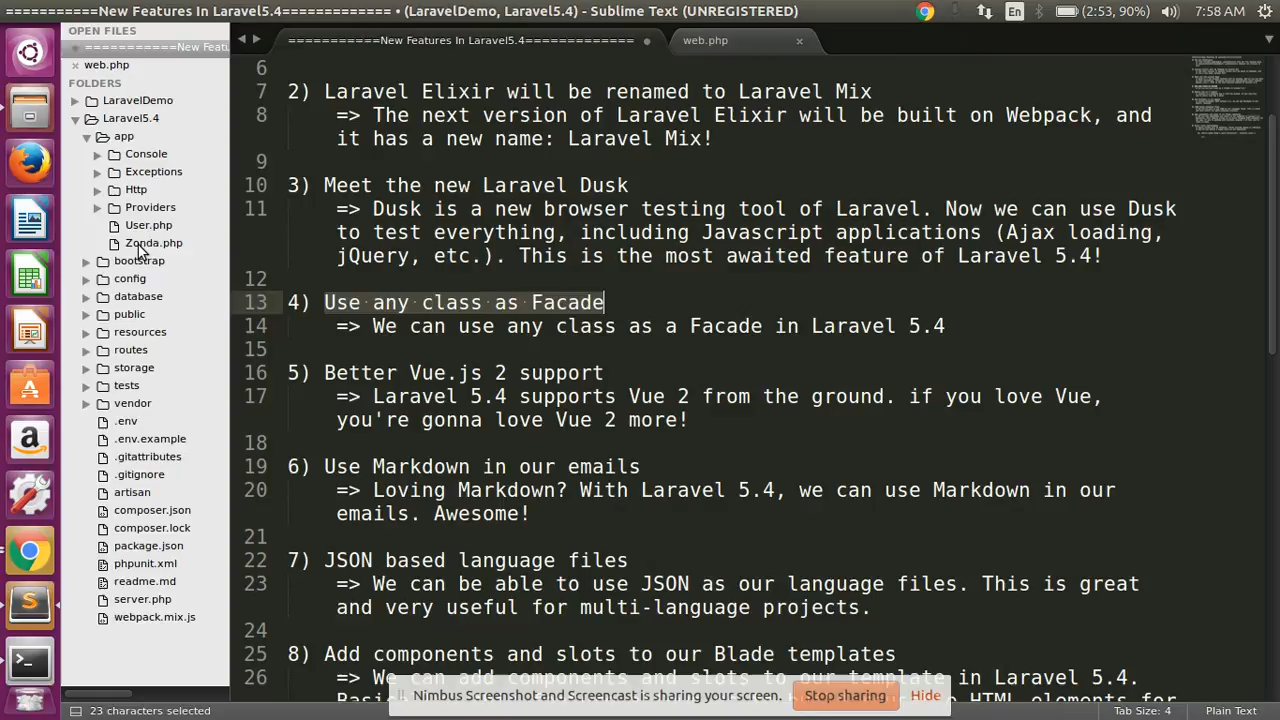 ===========New Features In Laravel5.4============= • (LaravelDemo, Laravel5.4) - Sublime Text (UNREGISTERED)
En
(2:53, 90%)
7:58 AM
OPEN FILES
===========New Featu
web.php
FOLDERS
LaravelDemo
Laravel5.4
app
Console
Exceptions
Http
Providers
User.php
Zonda.php
bootstrap
config
database
public
resources
routes
storage
tests
vendor
.env
.env.example
.gitattributes
.gitignore
artisan
composer.json
composer.lock
package.json
phpunit.xml
readme.md
server.php
webpack.mix.js
===========New Features In Laravel5.4=============
web.php
6
7 2) Laravel Elixir will be renamed to Laravel Mix
8 => The next version of Laravel Elixir will be built on Webpack, and
it has a new name: Laravel Mix!
9
10 3) Meet the new Laravel Dusk
11 => Dusk is a new browser testing tool of Laravel. Now we can use Dusk
to test everything, including Javascript applications (Ajax loading,
jQuery, etc.). This is the most awaited feature of Laravel 5.4!
12
13 4) Use any class as Facade
14 => We can use any class as a Facade in Laravel 5.4
15
16 5) Better Vue.js 2 support
17 => Laravel 5.4 supports Vue 2 from the ground. if you love Vue,
you're gonna love Vue 2 more!
18
19 6) Use Markdown in our emails
20 => Loving Markdown? With Laravel 5.4, we can use Markdown in our
emails. Awesome!
21
22 7) JSON based language files
23 => We can be able to use JSON as our language files. This is great
and very useful for multi-language projects.
24
25 8) Add components and slots to our Blade templates
26 => We can add components and slots to our template in Laravel 5.4.
HTML elements for
Nimbus Screenshot and Screencast is sharing your screen.
Stop sharing
Hide
23 characters selected
Tab Size: 4
Plain Text